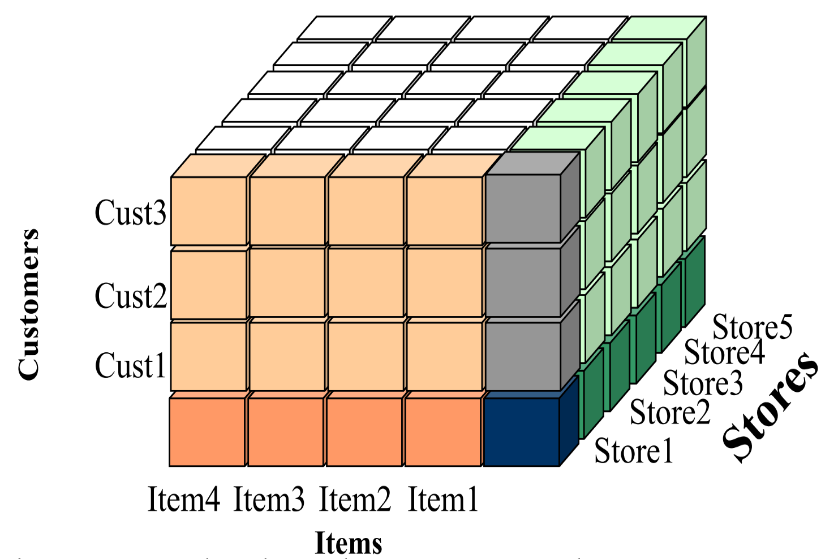 Cust3
Cust2
Cust1
Customers
Item4 Item3 Item2 Item1
Items
Store5
Store4
Store3
Store2
Store1
Stores